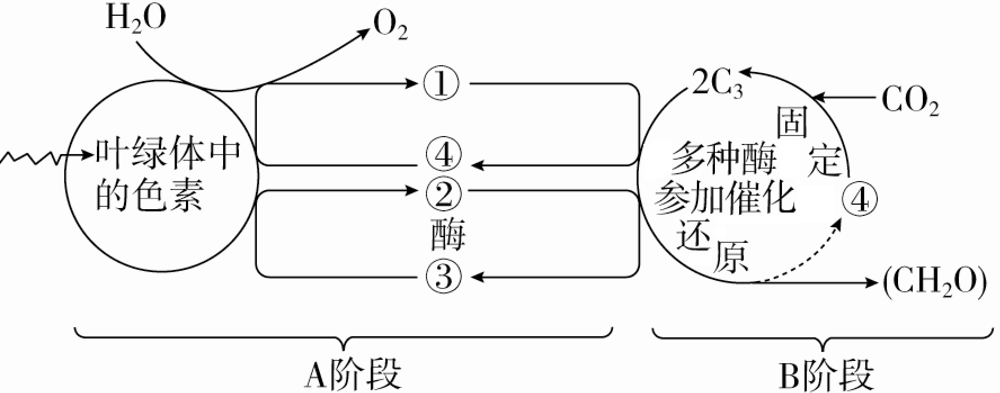 H₂O
O₂
①
2C₃
CO₂
固
定
叶绿体中
的色素
④
②
酶
③
多种酶
参加催化
还
原
④
(CH₂O)
A阶段
B阶段